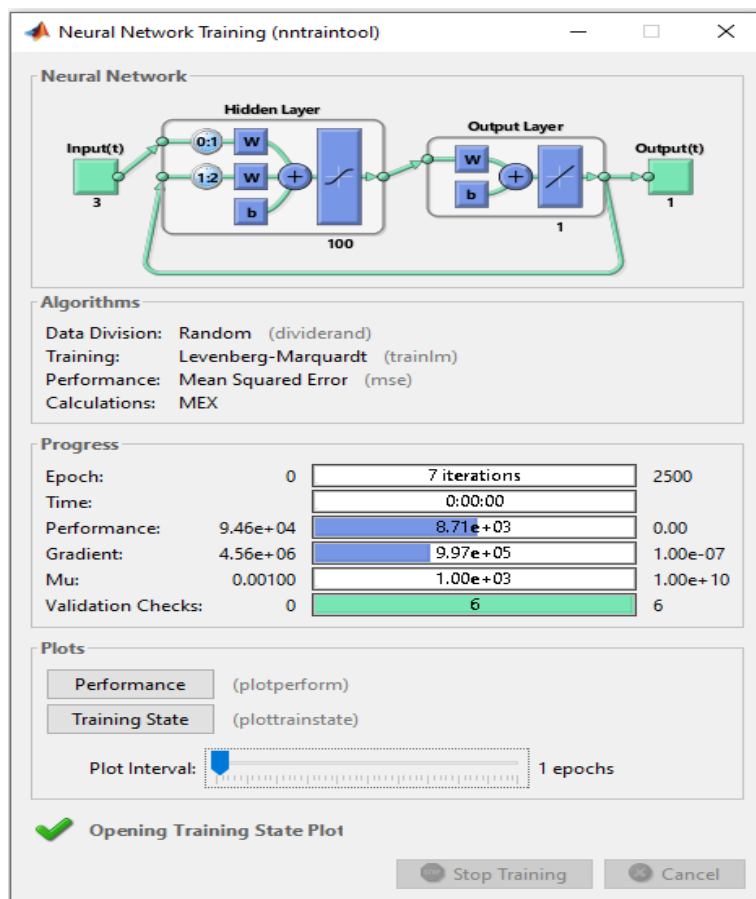 Neural Network Training (nntraintool)
Neural Network
Hidden Layer
Output Layer
Input(t)
Output(t)
0:1 W
W
1:2 W
b
b
3
1
100
1
Algorithms
Data Division: Random (dividerand)
Training: Levenberg-Marquardt (trainlm)
Performance: Mean Squared Error (mse)
Calculations: MEX
Progress
Epoch: 0 7 iterations 2500
Time: 0:00:00
Performance: 9.46e+04 8.71e+03 0.00
Gradient: 4.56e+06 9.97e+05 1.00e-07
Mu: 0.00100 1.00e+03 1.00e+10
Validation Checks: 0 6 6
Plots
Performance (plotperform)
Training State (plottrainstate)
Plot Interval: 1 epochs
Opening Training State Plot
Stop Training Cancel